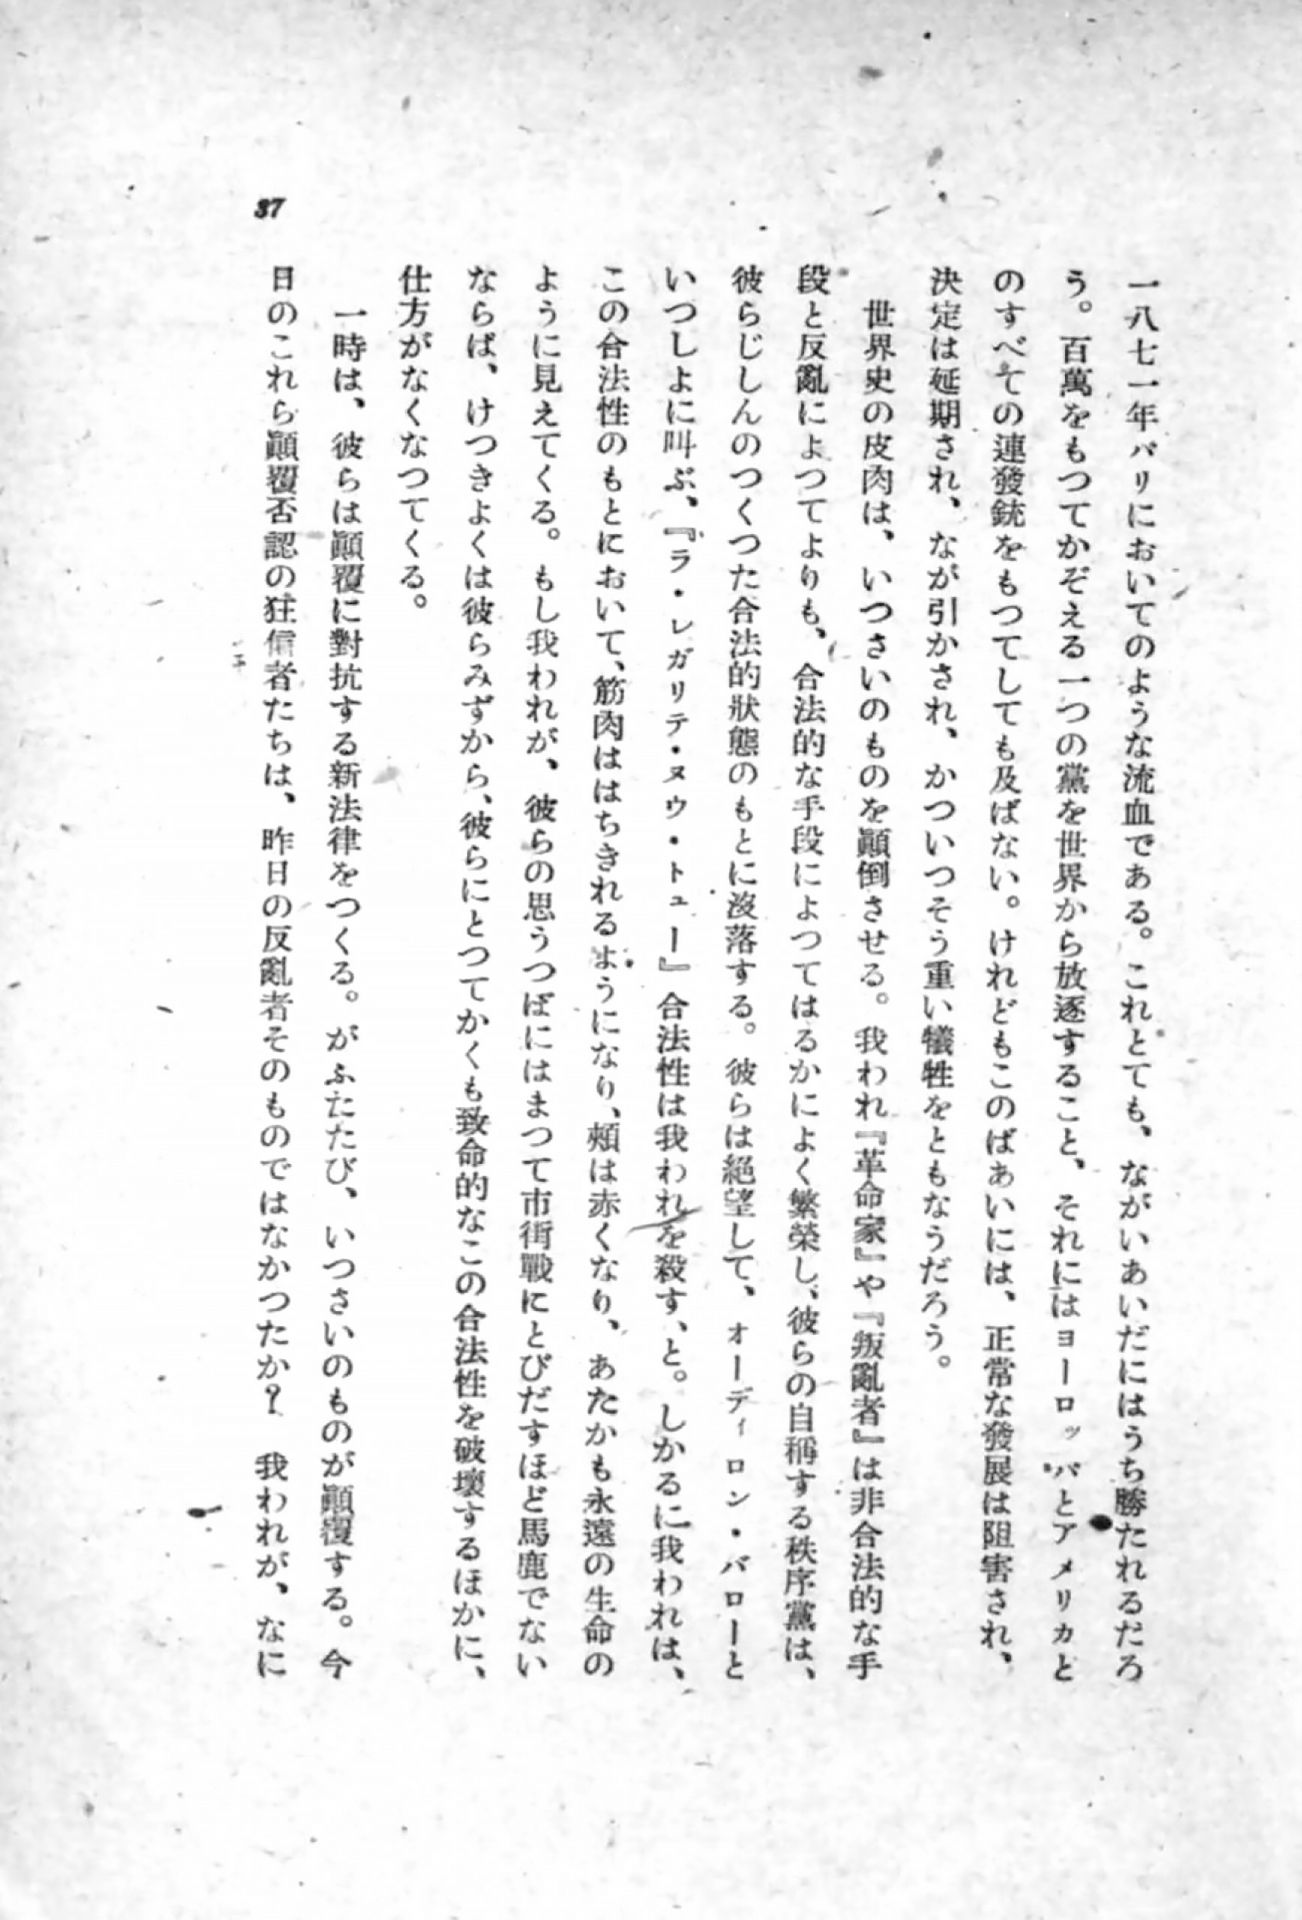 一八七一年パリにおいてのような流血である。これとても、ながいあいだにはうち勝たれるだろ
う。百萬をもつてかぞえる一つの黨を世界から放逐すること、それにはヨーロッパとアメリカと
のすべての連發銃をもつてしても及ばない。けれどもこのばあいには、正常な發展は阻害され、
決定は延期され、なが引かされ、かついつそう重い犠牲をともなうだろう。
世界史の皮肉は、いつさいのものを顚倒させる。我われ『革命家』や『叛亂者』は非合法的な手
段と反亂によつてよりも、合法的な手段によつてはるかによく繁榮し、彼らの自稱する秩序黨は、
彼らじしんのつくつた合法的狀態のもとに沒落する。彼らは絕望して、オーディロン・バローと
いつしよに叫ぶ、『ラ・レガリテ・ヌウ・トュー』合法性は我われを殺す、と。しかるに我われは、
この合法性のもとにおいて、筋肉ははちきれるようになり、頰は赤くなり、あたかも永遠の生命の
ように見えてくる。もし我われが、彼らの思うつぼにはまつて市街戰にとびだすほど馬鹿でない
ならば、けつきよくは彼らみずから、彼らにとつてかくも致命的なこの合法性を破壞するほかに、
仕方がなくなつてくる。
一時は、彼らは顚覆に對抗する新法律をつくる。がふたたび、いつさいのものが顚覆する。今
日のこれら顚覆否認の狂信者たちは、昨日の反亂者そのものではなかつたか？　我われが、なに
37